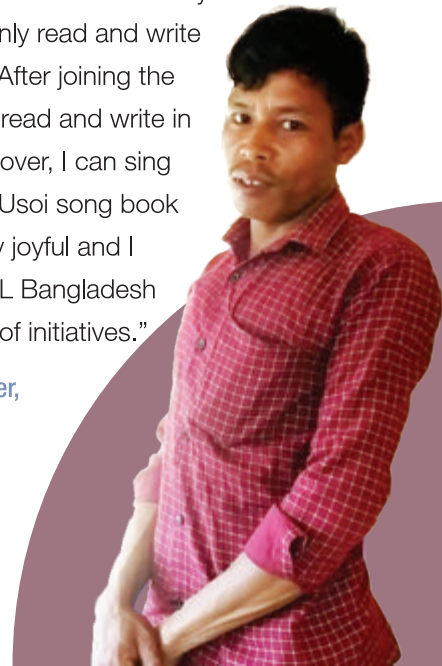 nly read and write
After joining the
read and write in
over, I can sing
Usoi song book
joyful and I
L Bangladesh
of initiatives.”
er,